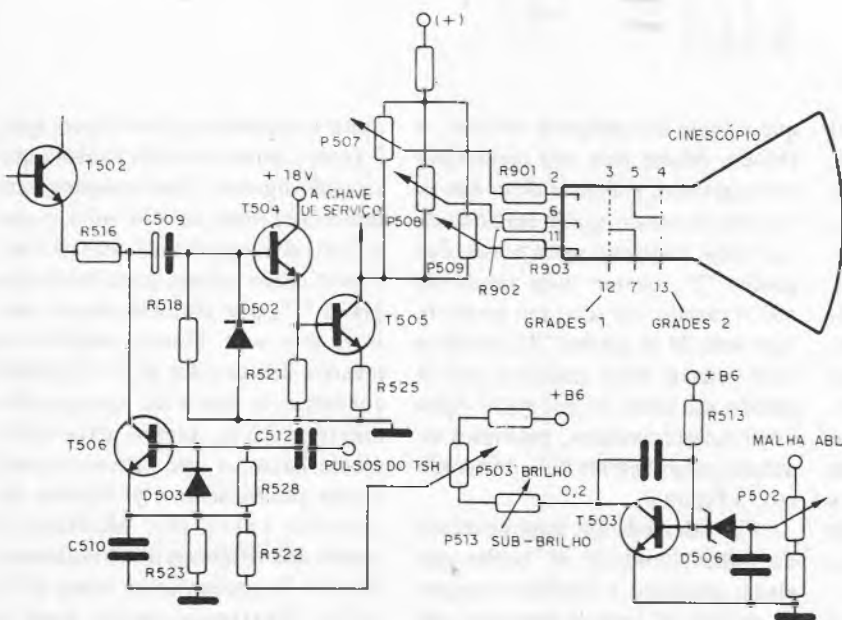 (+)
P507
CINESCÓPIO
T502
R901
2
3
5
4
+ 18V
A CHAVE
DE SERVIÇO
T504
C509
R516
P508
6
11
P509
R903
R902
12
7
13
GRADES 1
GRADES 2
D502
R518
T505
R521
R525
+B6
+B6
R513
T506
C512
PULSOS DO TSH
P503 BRILHO
MALHA ABL
D503
R528
0,2
T503
P502
P513
SUB-BRILHO
D506
C510
R523
R522